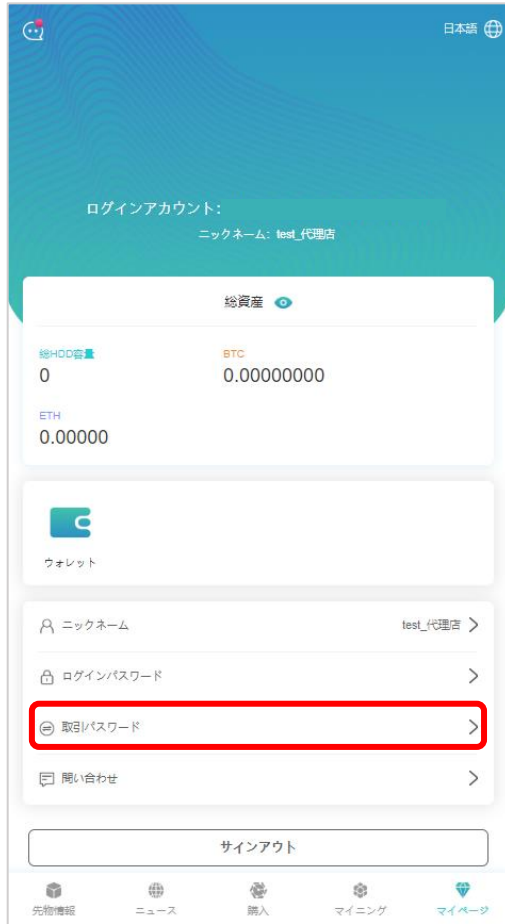 日本語
ログインアカウント:
ニックネーム: test_代理店
総資産
総HDD容量
0
BTC
0.00000000
ETH
0.00000
ウォレット
ニックネーム test_代理店
ログインパスワード
取引パスワード
問い合わせ
サインアウト
先物情報 ニュース 購入 マイニング マイページ